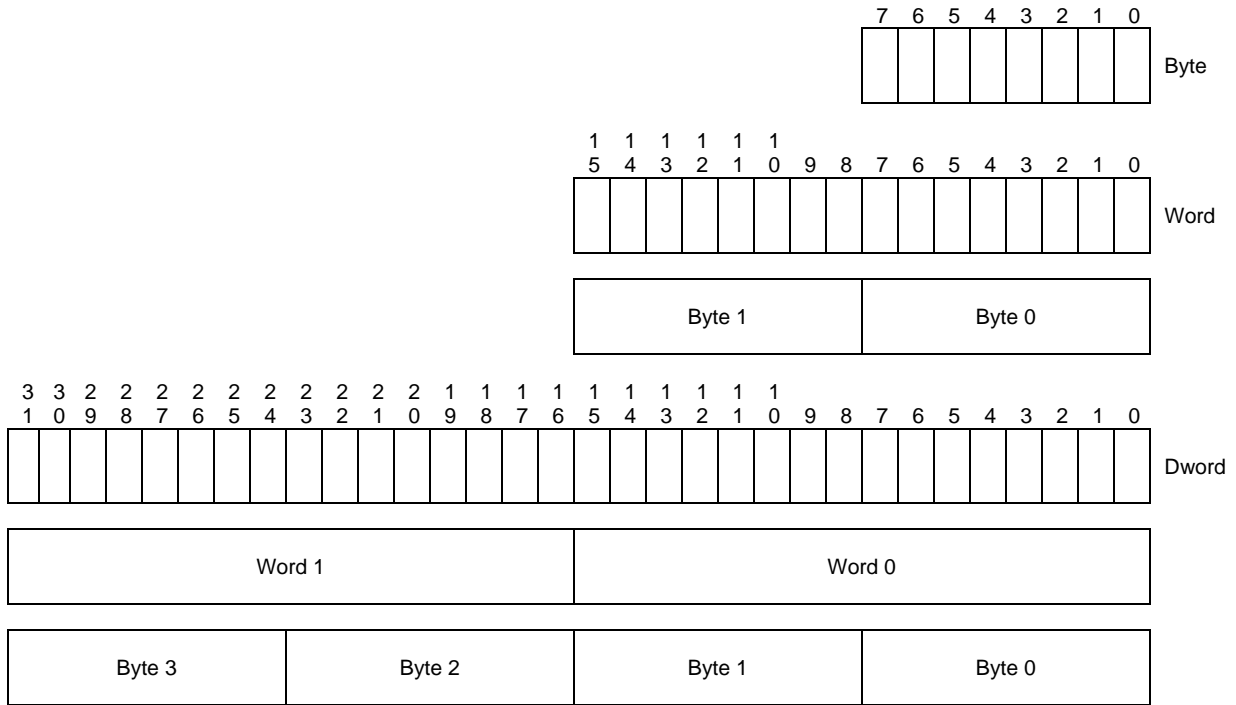 7 6 5 4 3 2 1 0
Byte
1 1 1 1 1 1
5 4 3 2 1 0 9 8 7 6 5 4 3 2 1 0
Word
Byte 1 Byte 0
3 3 2 2 2 2 2 2 2 2 2 2 1 1 1 1 1 1 1 1 1 1
1 0 9 8 7 6 5 4 3 2 1 0 9 8 7 6 5 4 3 2 1 0 9 8 7 6 5 4 3 2 1 0
Dword
Word 1 Word 0
Byte 3 Byte 2 Byte 1 Byte 0